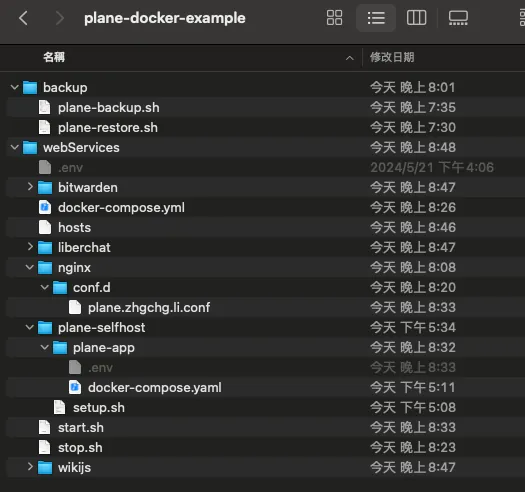 plane-docker-example
名稱 修改日期
backup 今天 晚上8:01
plane-backup.sh 今天 晚上7:35
plane-restore.sh 今天 晚上7:30
webServices 今天 晚上8:48
.env 2024/5/21 下午4:06
bitwarden 今天 晚上8:47
docker-compose.yml 今天 晚上8:26
hosts 今天 晚上8:00
liberchat 今天 晚上8:47
nginx 今天 晚上8:08
conf.d 今天 晚上8:20
plane.zhgchg.li.conf 今天 晚上8:33
plane-selfhost 今天 下午5:34
plane-app 今天 晚上8:32
.env 今天 晚上8:33
docker-compose.yaml 今天 下午5:11
setup.sh 今天 下午5:08
start.sh 今天 晚上8:33
stop.sh 今天 晚上8:23
wikijs 今天 晚上8:47